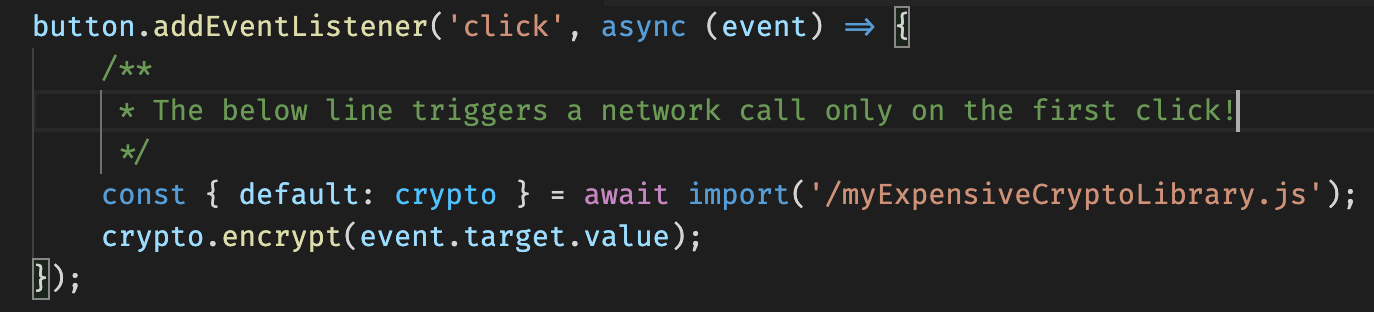 button.addEventListener('click', async (event) => {
    /**
     * The below line triggers a network call only on the first click!
     */
    const { default: crypto } = await import('/myExpensiveCryptoLibrary.js');
    crypto.encrypt(event.target.value);
});